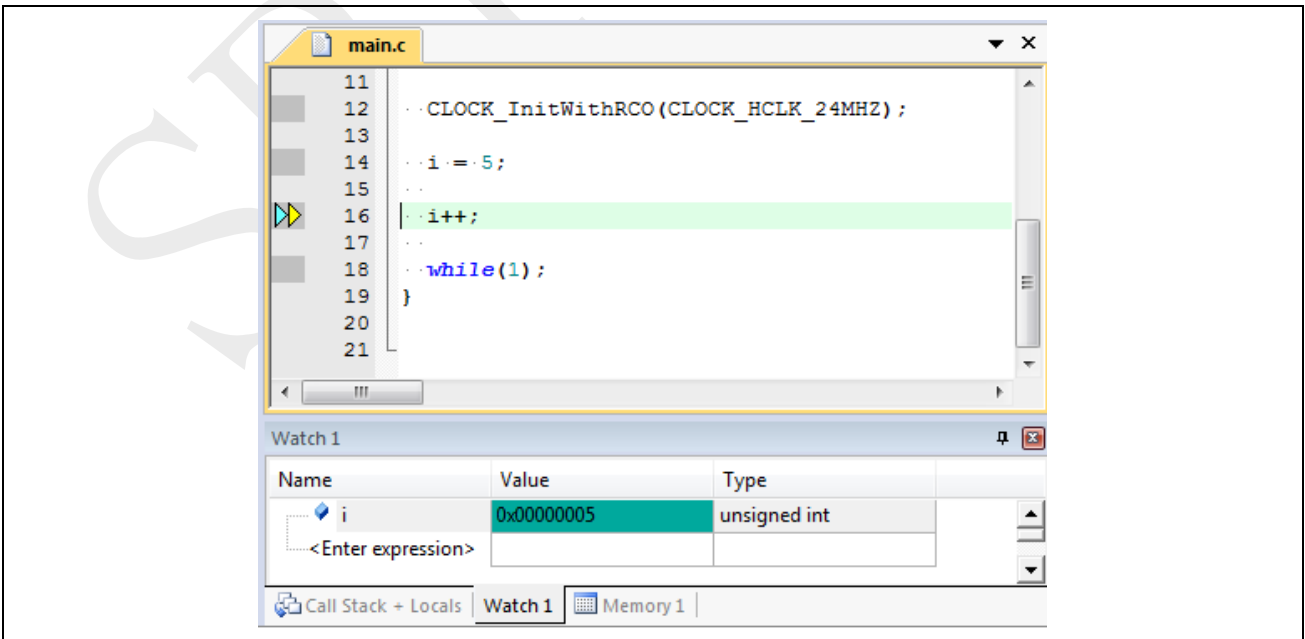 main.c
11
12 CLOCK_InitWithRCO(CLOCK_HCLK_24MHZ);
13
14 i = 5;
15
16 i++;
17
18 while(1);
19 }
20
21
Watch 1
Name Value Type
i 0x00000005 unsigned int
<Enter expression>
Call Stack + Locals Watch 1 Memory 1